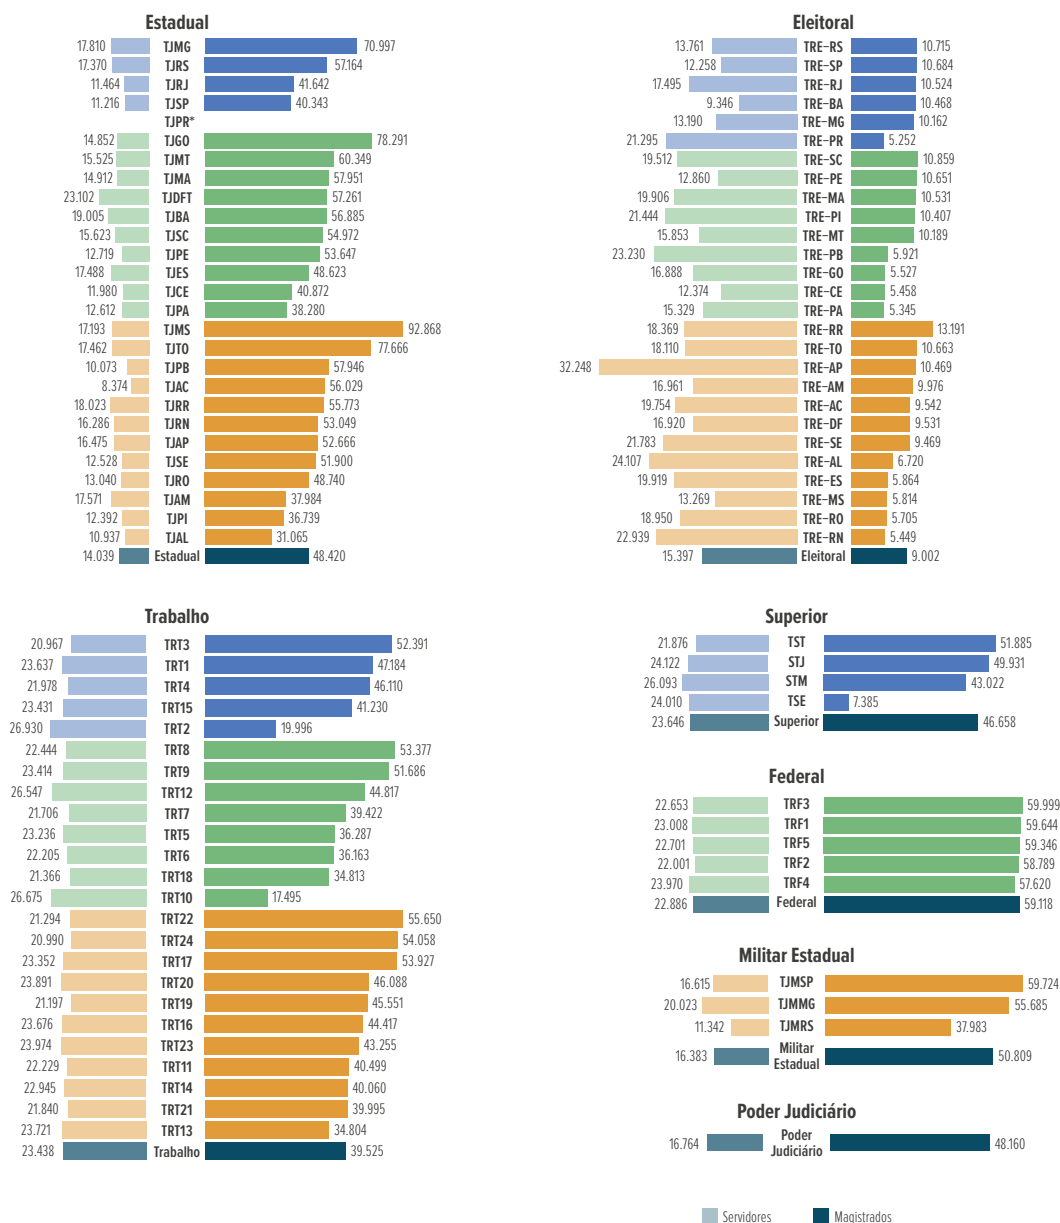 Estadual
17.810 TJMG 70.997
17.370 TJRS 57.164
11.464 TJRJ 41.642
11.216 TJSP 40.343
TJPR*
14.852 TJGO 78.291
15.525 TJMT 60.349
14.912 TJMA 57.951
23.102 TJDFT 57.261
19.005 TJBA 56.885
15.623 TJSC 54.972
12.719 TJPE 53.647
17.488 TJES 48.623
11.980 TJCE 40.872
12.612 TJPA 38.280
17.193 TJMS 92.868
17.462 TJTO 77.666
10.073 TJPB 57.946
8.374 TJAC 56.029
18.023 TJRR 55.773
16.286 TJRN 53.049
16.475 TJAP 52.666
12.528 TJSE 51.900
13.040 TJRO 48.740
17.571 TJAM 37.984
12.392 TJPI 36.739
10.937 TJAL 31.065
14.039 Estadual 48.420
Eleitoral
13.761 TRE-RS 10.715
12.258 TRE-SP 10.684
17.495 TRE-RJ 10.524
9.346 TRE-BA 10.468
13.190 TRE-MG 10.162
21.295 TRE-PR 5.252
19.512 TRE-SC 10.859
12.860 TRE-PE 10.651
19.906 TRE-MA 10.531
21.444 TRE-PI 10.407
15.853 TRE-MT 10.189
23.230 TRE-PB 5.921
16.888 TRE-GO 5.527
12.374 TRE-CE 5.458
15.329 TRE-PA 5.345
18.369 TRE-RR 13.191
18.110 TRE-TO 10.663
32.248 TRE-AP 10.469
16.961 TRE-AM 9.976
19.754 TRE-AC 9.542
16.920 TRE-DF 9.531
21.783 TRE-SE 9.469
24.107 TRE-AL 6.720
19.919 TRE-ES 5.864
13.269 TRE-MS 5.814
18.950 TRE-RO 5.705
22.939 TRE-RN 5.449
15.397 Eleitoral 9.002
Trabalho
20.967 TRT3 52.391
23.637 TRT1 47.184
21.978 TRT4 46.110
23.431 TRT15 41.230
26.930 TRT2 19.996
22.444 TRT8 53.377
23.414 TRT9 51.686
26.547 TRT12 44.817
21.706 TRT7 39.422
23.236 TRT5 36.287
22.205 TRT6 36.163
21.366 TRT18 34.813
26.675 TRT10 17.495
21.294 TRT22 55.650
20.990 TRT24 54.058
23.352 TRT17 53.927
23.891 TRT20 46.088
21.197 TRT19 45.551
23.676 TRT16 44.417
23.974 TRT23 43.255
22.229 TRT11 40.499
22.945 TRT14 40.060
21.840 TRT21 39.995
23.721 TRT13 34.804
23.438 Trabalho 39.525
Superior
21.876 TST 51.885
24.122 STJ 49.931
26.093 STM 43.022
24.010 TSE 7.385
23.646 Superior 46.658
Federal
22.653 TRF3 59.999
23.008 TRF1 59.644
22.701 TRF5 59.346
22.001 TRF2 58.789
23.970 TRF4 57.620
22.886 Federal 59.118
Militar Estadual
16.615 TJMSP 59.724
20.023 TJMMG 55.685
11.342 TJMRS 37.983
16.383 Militar 50.809
Estadual
Poder Judiciário
16.764 Poder 48.160
Judiciário
Servidores Magistrados